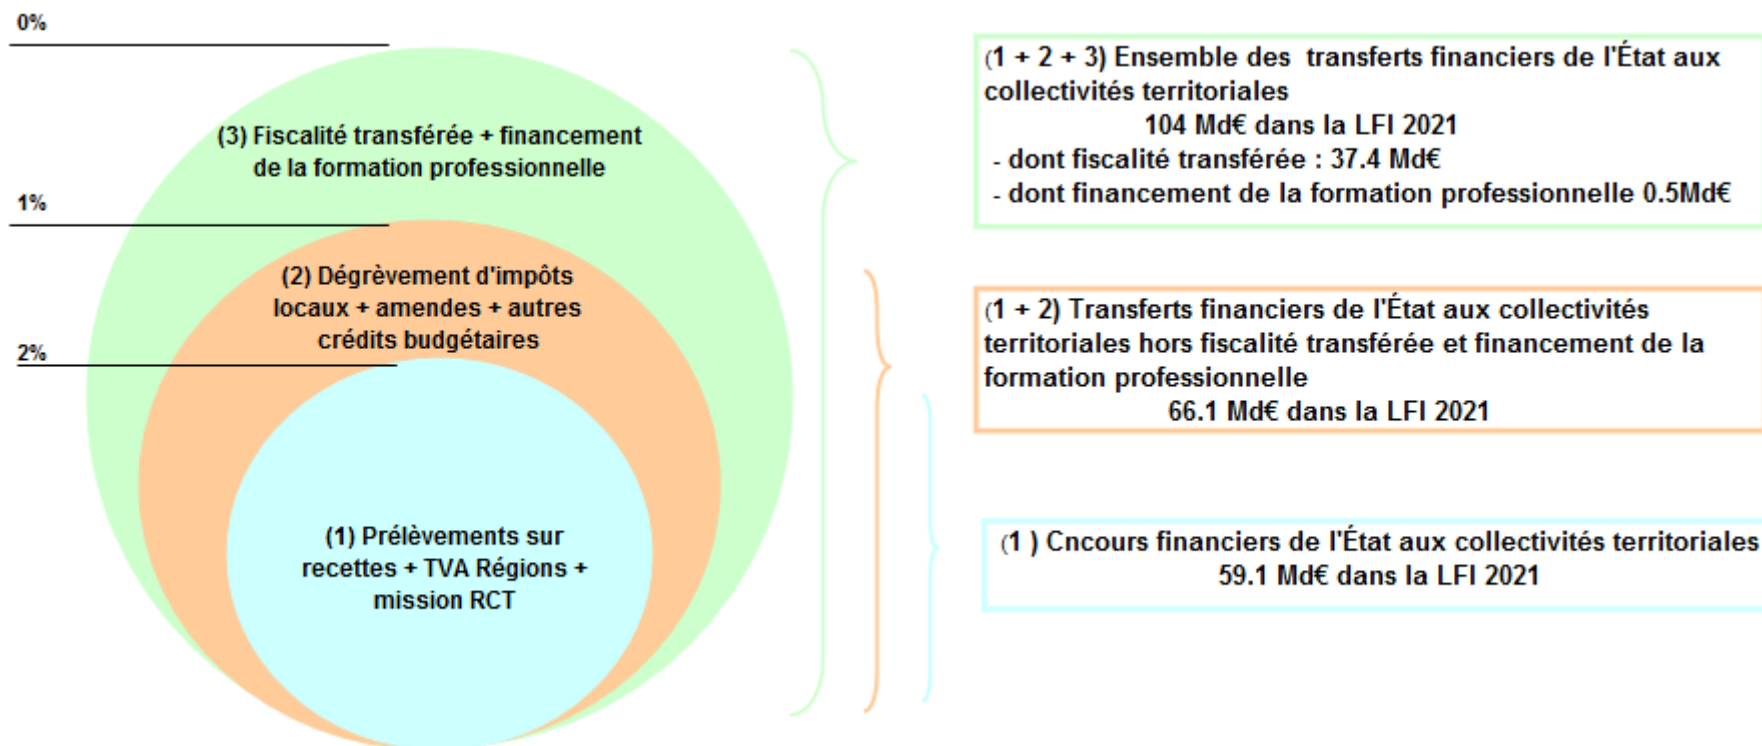 0%
(3) Fiscalité transférée + financement
de la formation professionnelle
1%
(2) Dégrèvement d'impôts
locaux + amendes + autres
crédits budgétaires
2%
(1) Prélèvements sur
recettes + TVA Régions +
mission RCT
(1 + 2 + 3) Ensemble des transferts financiers de l'État aux
collectivités territoriales
104 Md€ dans la LFI 2021
- dont fiscalité transférée : 37.4 Md€
- dont financement de la formation professionnelle 0.5Md€
(1 + 2) Transferts financiers de l'État aux collectivités
territoriales hors fiscalité transférée et financement de la
formation professionnelle
66.1 Md€ dans la LFI 2021
(1 ) Cncours financiers de l'État aux collectivités territoriales
59.1 Md€ dans la LFI 2021